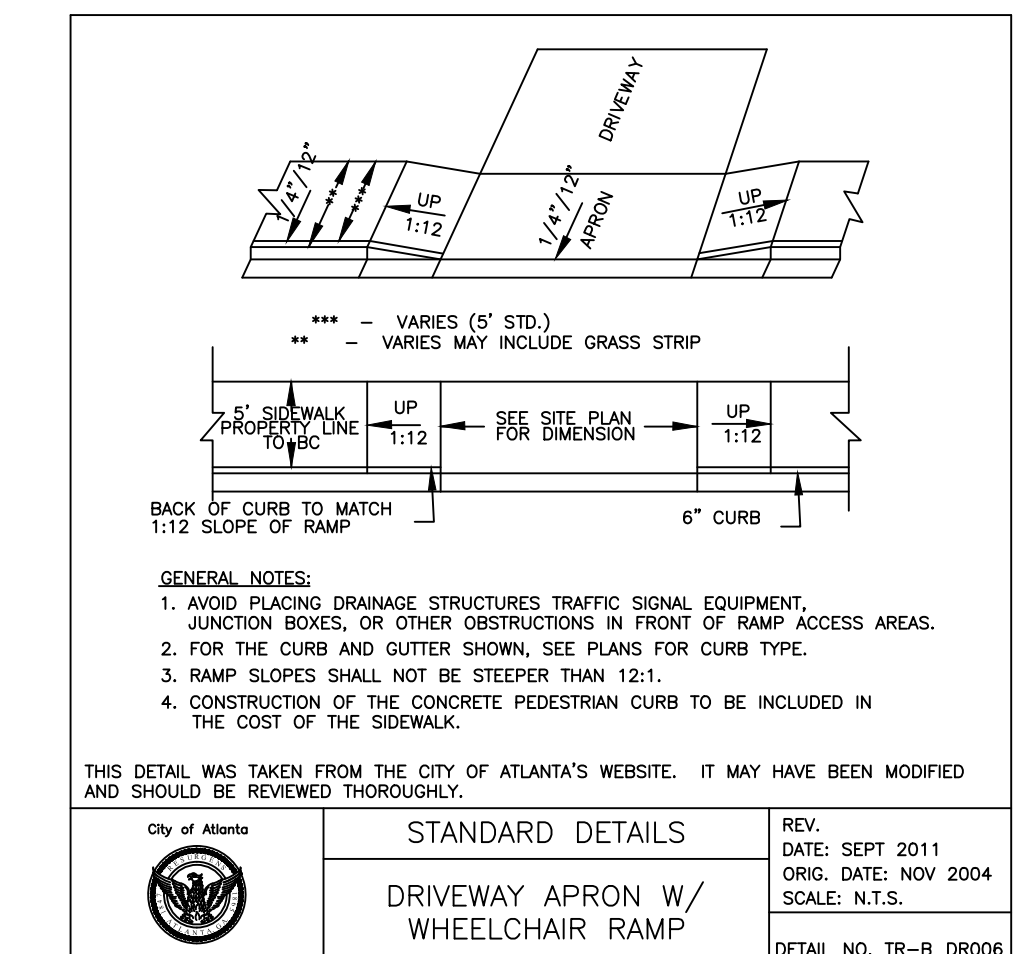 DRIVEWAY
1/4"/12"
**
***
UP
1:12
1/4"/12"
APRON
UP
1:12
*** – VARIES (5' STD.)
** – VARIES MAY INCLUDE GRASS STRIP
5' SIDEWALK
PROPERTY LINE
TO BC
UP
1:12
SEE SITE PLAN
FOR DIMENSION
UP
1:12
BACK OF CURB TO MATCH
1:12 SLOPE OF RAMP
6" CURB
GENERAL NOTES:
1. AVOID PLACING DRAINAGE STRUCTURES TRAFFIC SIGNAL EQUIPMENT,
JUNCTION BOXES, OR OTHER OBSTRUCTIONS IN FRONT OF RAMP ACCESS AREAS.
2. FOR THE CURB AND GUTTER SHOWN, SEE PLANS FOR CURB TYPE.
3. RAMP SLOPES SHALL NOT BE STEEPER THAN 12:1.
4. CONSTRUCTION OF THE CONCRETE PEDESTRIAN CURB TO BE INCLUDED IN
THE COST OF THE SIDEWALK.
THIS DETAIL WAS TAKEN FROM THE CITY OF ATLANTA'S WEBSITE. IT MAY HAVE BEEN MODIFIED
AND SHOULD BE REVIEWED THOROUGHLY.
City of Atlanta
RESURGENS
1847 ATLANTA, GA. 1865
STANDARD DETAILS
DRIVEWAY APRON W/
WHEELCHAIR RAMP
REV.
DATE: SEPT 2011
ORIG. DATE: NOV 2004
SCALE: N.T.S.
DETAIL NO. TR–B_DR006